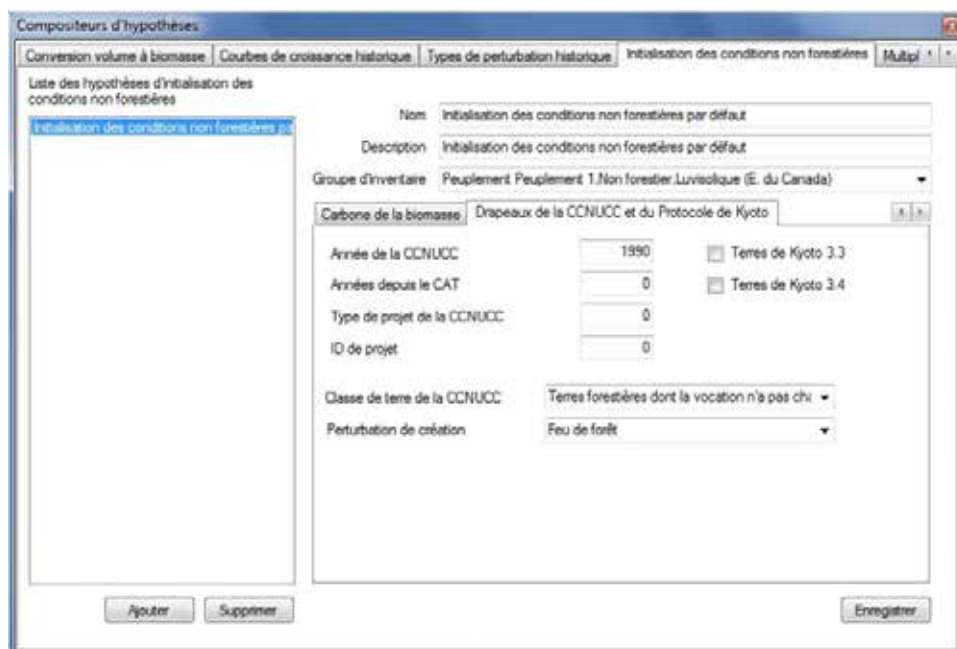 Compositeurs d'hypothèses
Conversion volume à biomasse Courbes de croissance historique Types de perturbation historique Initialisation des conditions non forestières Multipl
Liste des hypothèses d'initialisation des
conditions non forestières
Initialisation des conditions non forestières pa
Nom Initialisation des conditions non forestières par défaut
Description Initialisation des conditions non forestières par défaut
Groupe d'inventaire Peuplement Peuplement 1,Non forestier,Luvisolique (E. du Canada)
Carbone de la biomasse Drapeaux de la CCNUCC et du Protocole de Kyoto
Année de la CCNUCC 1990 Terres de Kyoto 3.3
Années depuis le CAT 0 Terres de Kyoto 3.4
Type de projet de la CCNUCC 0
ID de projet 0
Classe de terre de la CCNUCC Terres forestières dont la vocation n'a pas cha
Perturbation de création Feu de forêt
Ajouter Supprimer Enregistrer